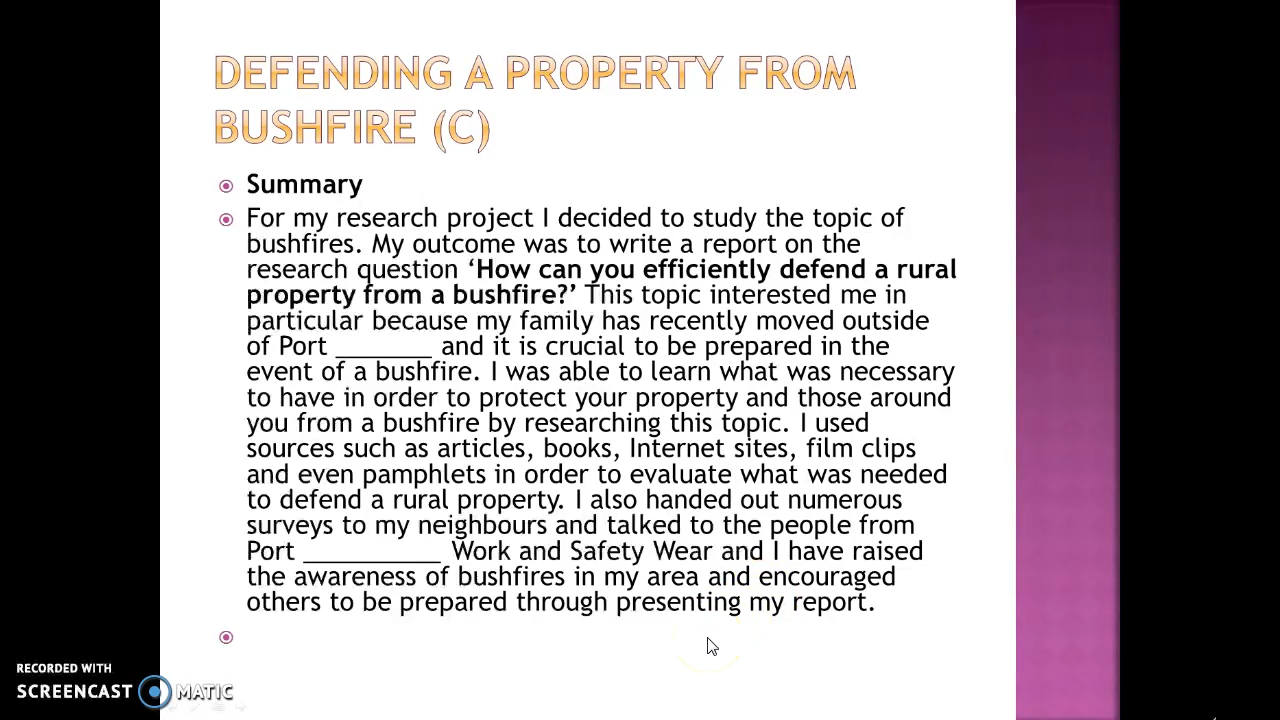 DEFENDING A PROPERTY FROM
BUSHFIRE (C)
Summary
For my research project I decided to study the topic of
bushfires. My outcome was to write a report on the
research question ‘How can you efficiently defend a rural
property from a bushfire?’ This topic interested me in
particular because my family has recently moved outside
of Port _______ and it is crucial to be prepared in the
event of a bushfire. I was able to learn what was necessary
to have in order to protect your property and those around
you from a bushfire by researching this topic. I used
sources such as articles, books, Internet sites, film clips
and even pamphlets in order to evaluate what was needed
to defend a rural property. I also handed out numerous
surveys to my neighbours and talked to the people from
Port __________ Work and Safety Wear and I have raised
the awareness of bushfires in my area and encouraged
others to be prepared through presenting my report.
RECORDED WITH
SCREENCAST MATIC